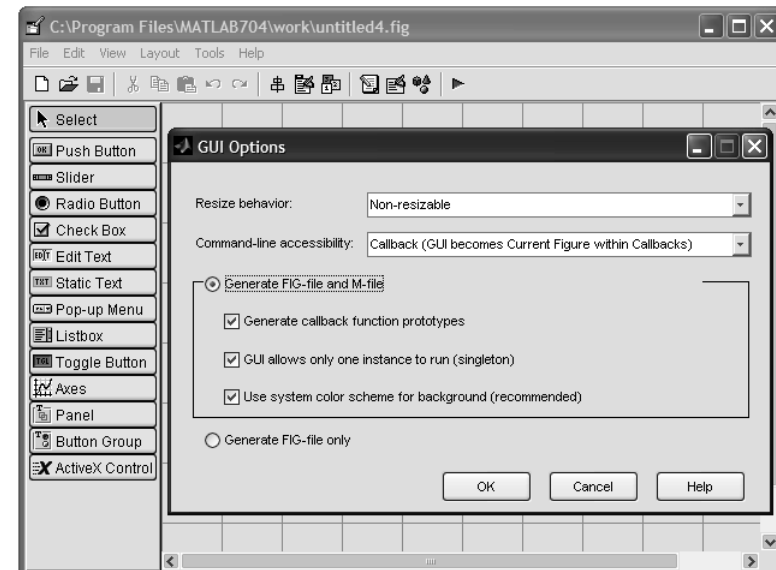 C:\Program Files\MATLAB704\work\untitled4.fig
File Edit View Layout Tools Help
Select
Push Button
Slider
Radio Button
Check Box
Edit Text
Static Text
Pop-up Menu
Listbox
Toggle Button
Axes
Panel
Button Group
ActiveX Control
GUI Options
Resize behavior: Non-resizable
Command-line accessibility: Callback (GUI becomes Current Figure within Callbacks)
Generate FIG-file and M-file
Generate callback function prototypes
GUI allows only one instance to run (singleton)
Use system color scheme for background (recommended)
Generate FIG-file only
OK Cancel Help